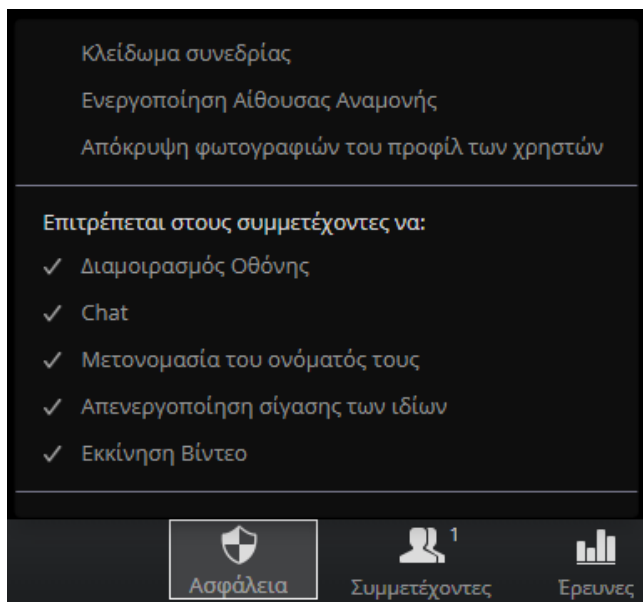 Κλείδωμα συνεδρίας
Ενεργοποίηση Αίθουσας Αναμονής
Απόκρυψη φωτογραφιών του προφίλ των χρηστών
Επιτρέπεται στους συμμετέχοντες να:
✓ Διαμοιρασμός Οθόνης
✓ Chat
✓ Μετονομασία του ονόματός τους
✓ Απενεργοποίηση σίγασης των ιδίων
✓ Εκκίνηση Βίντεο
1
Ασφάλεια Συμμετέχοντες Έρευνες